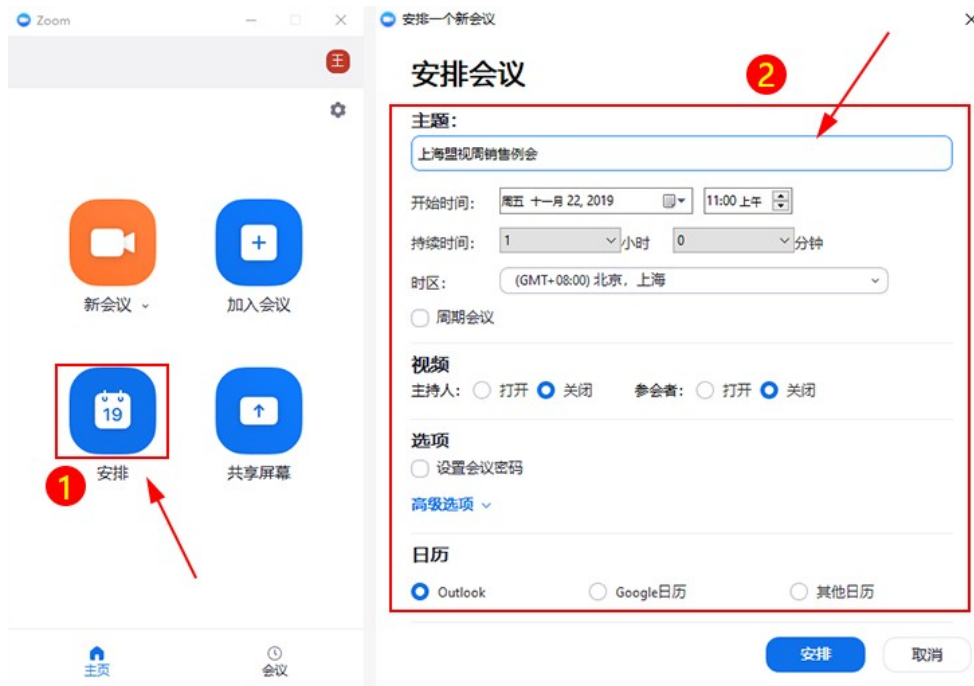 Zoom
王
新会议
加入会议
19
安排
共享屏幕
1
主页
会议
安排一个新会议
安排会议
2
主题：
上海盟视周销售例会
开始时间： 周五 十一月 22, 2019 11:00 上午
持续时间： 1 小时 0 分钟
时区： (GMT+08:00) 北京，上海
周期会议
视频
主持人： 打开 关闭 参会者： 打开 关闭
选项
设置会议密码
高级选项
日历
Outlook Google日历 其他日历
安排 取消